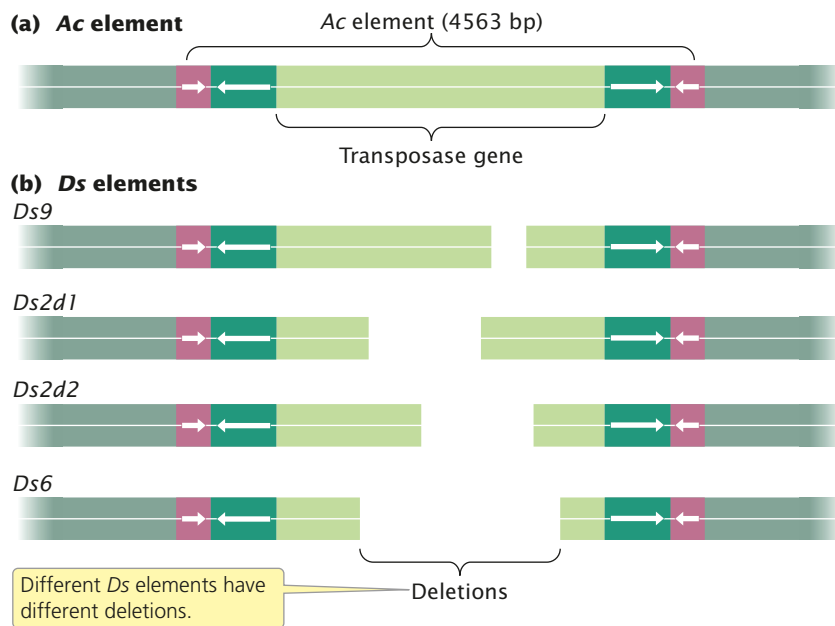 (a) Ac element
Ac element (4563 bp)
Transposase gene
(b) Ds elements
Ds9
Ds2d1
Ds2d2
Ds6
Different Ds elements have
different deletions.
Deletions